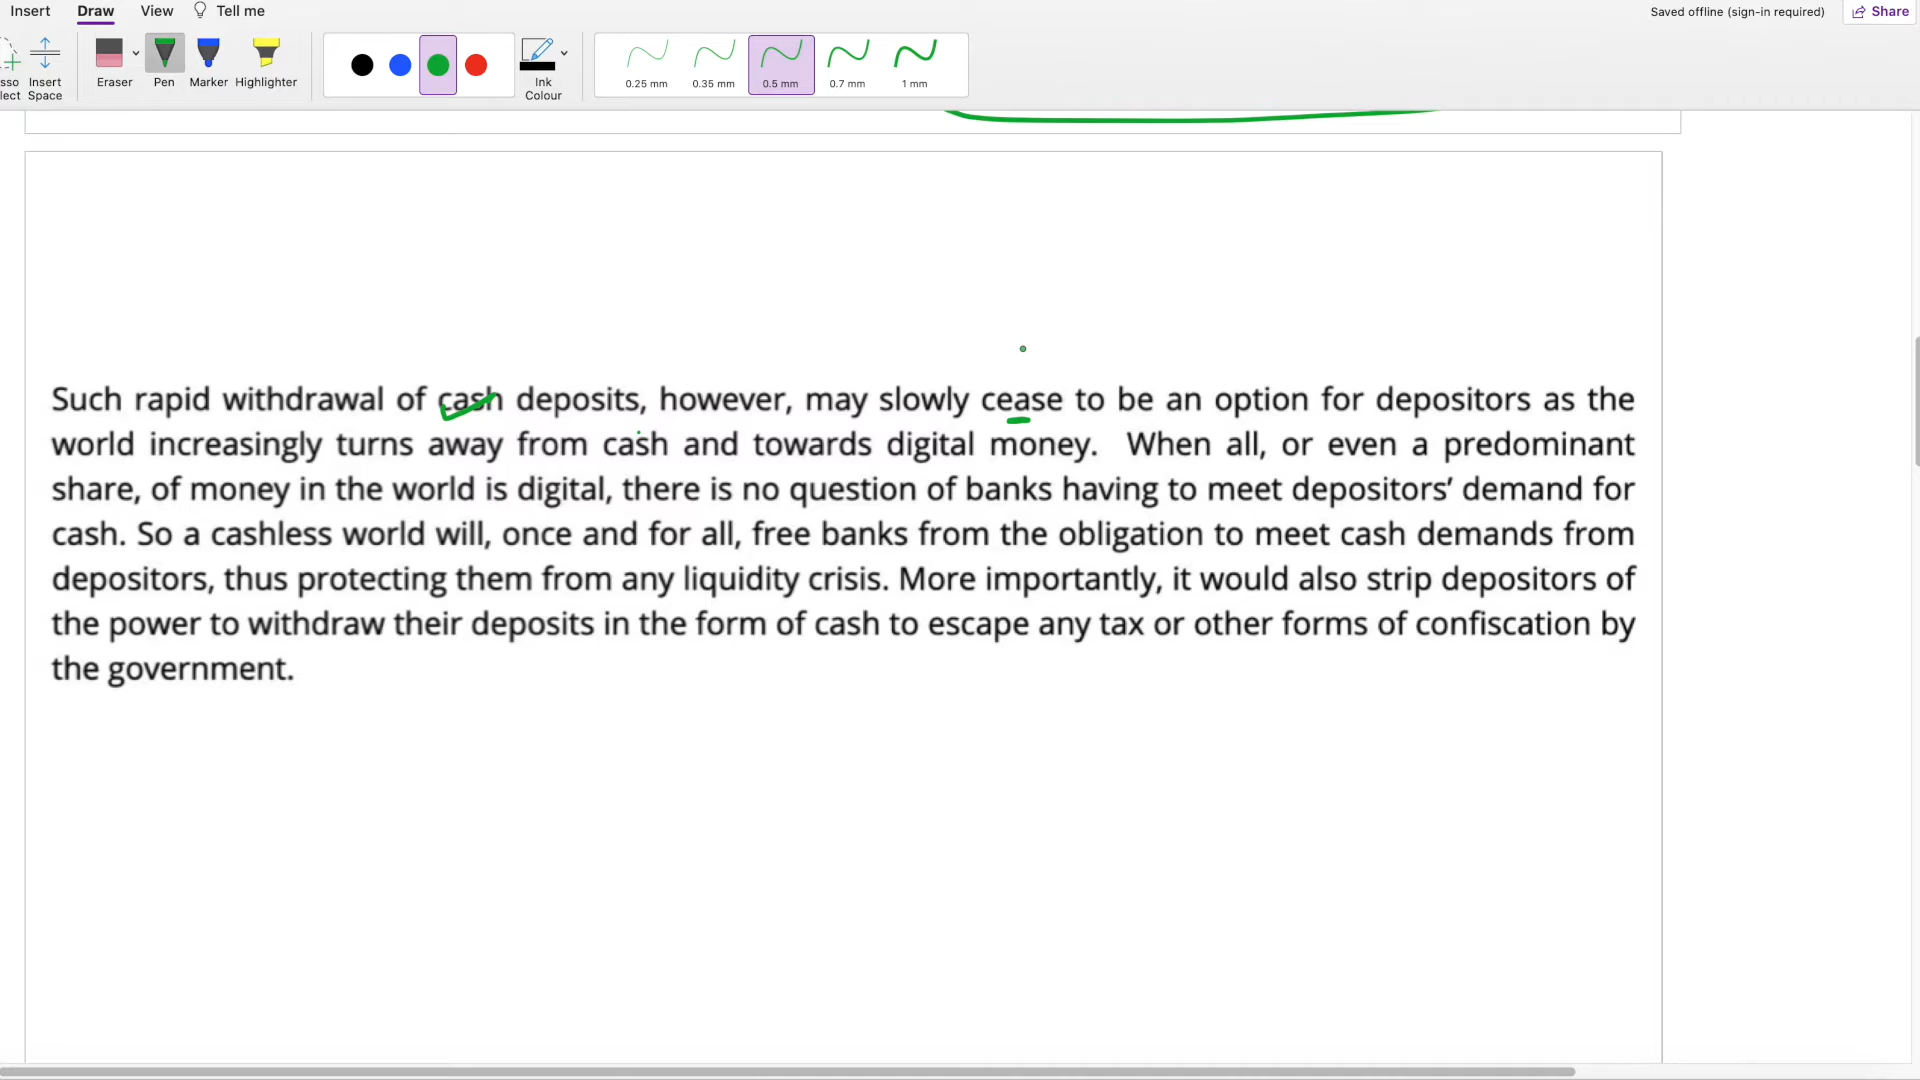 Insert Draw View Tell me Saved offline (sign-in required) Share
sso Insert Eraser Pen Marker Highlighter Ink 0.25 mm 0.35 mm 0.5 mm 0.7 mm 1 mm
lect Space Colour
Such rapid withdrawal of cash deposits, however, may slowly cease to be an option for depositors as the
world increasingly turns away from cash and towards digital money. When all, or even a predominant
share, of money in the world is digital, there is no question of banks having to meet depositors’ demand for
cash. So a cashless world will, once and for all, free banks from the obligation to meet cash demands from
depositors, thus protecting them from any liquidity crisis. More importantly, it would also strip depositors of
the power to withdraw their deposits in the form of cash to escape any tax or other forms of confiscation by
the government.